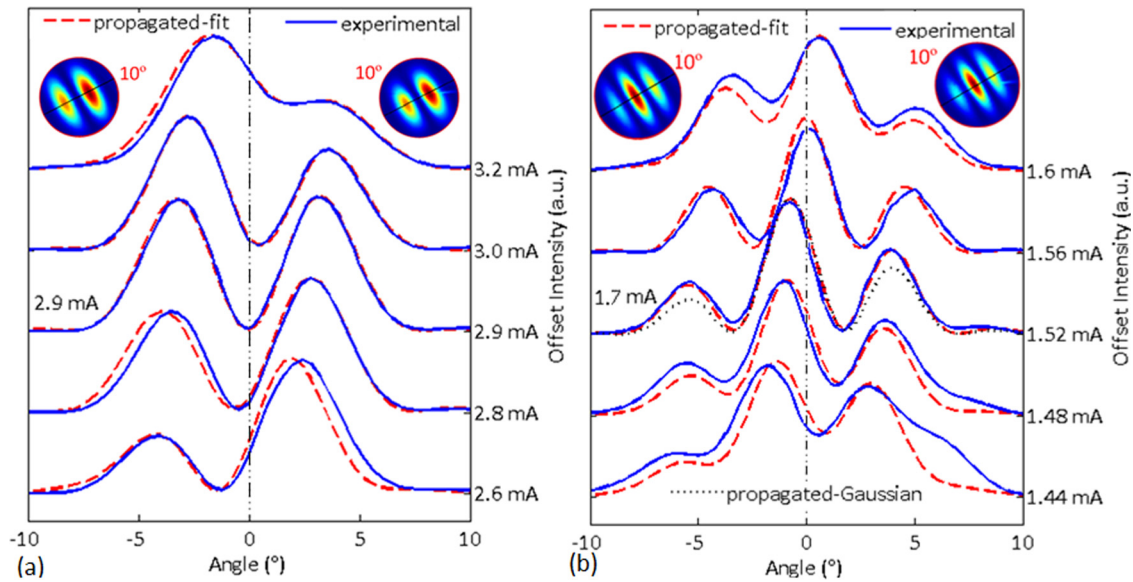 propagated-fit experimental
10°
10°
3.2 mA
3.0 mA
2.9 mA
2.9 mA
2.8 mA
2.6 mA
Offset Intensity (a.u.)
-10 -5 0 5 10
Angle (°)
(a)
propagated-fit experimental
10°
10°
1.6 mA
1.56 mA
1.7 mA
1.52 mA
1.48 mA
propagated-Gaussian
1.44 mA
Offset Intensity (a.u.)
-10 -5 0 5 10
Angle (°)
(b)